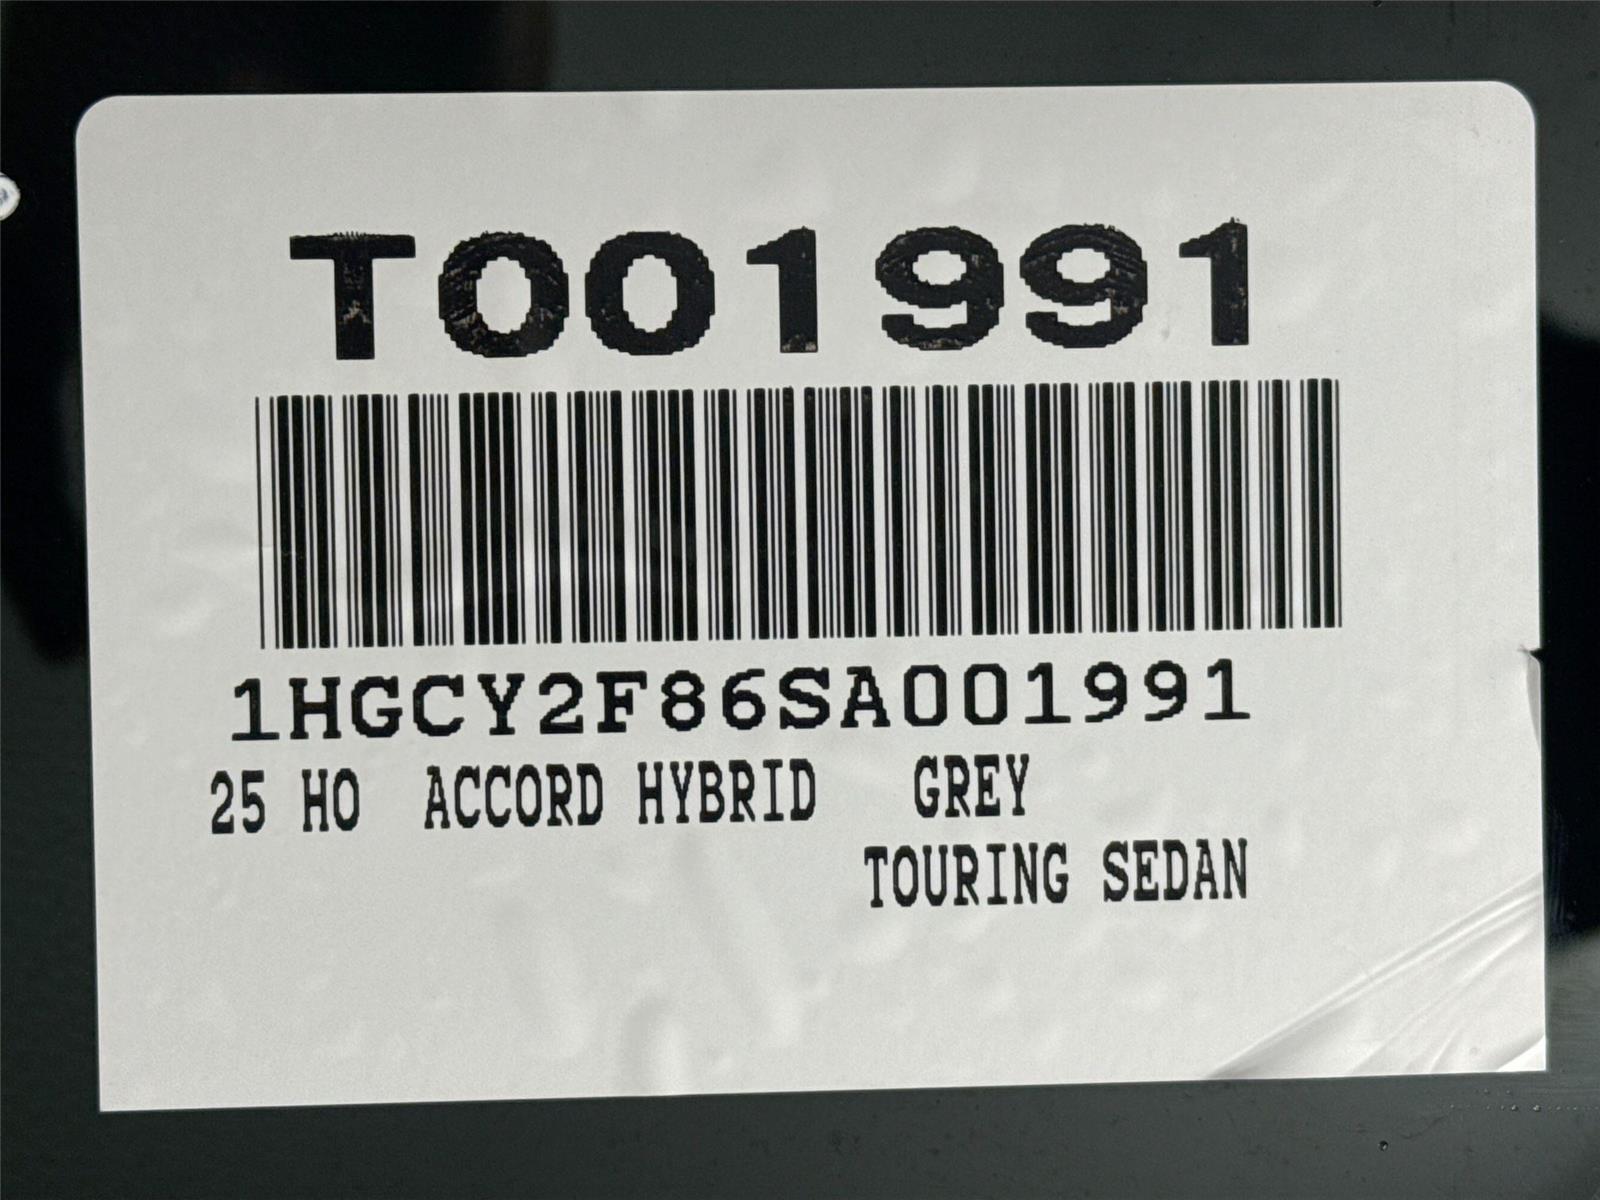 T001991
1HGCY2F86SA001991
25 HO ACCORD HYBRID GREY
TOURING SEDAN